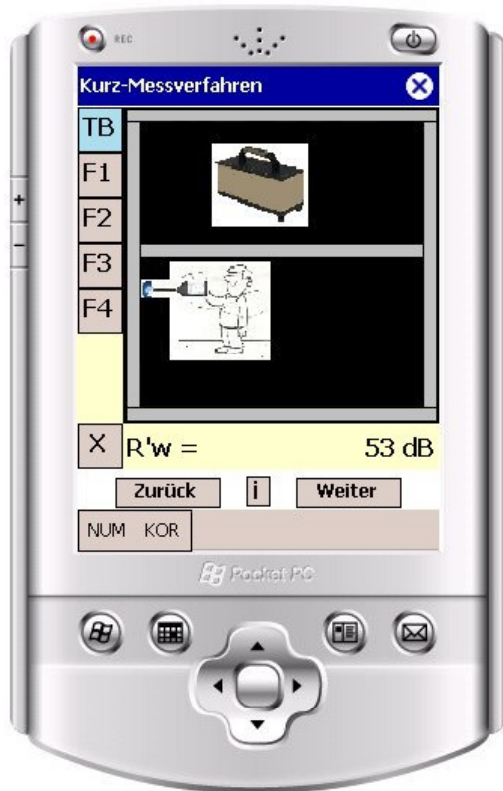 REC
Kurz-Messverfahren
TB
F1
F2
F3
F4
X R'w = 53 dB
Zurück i Weiter
NUM KOR
Pocket PC
+
−